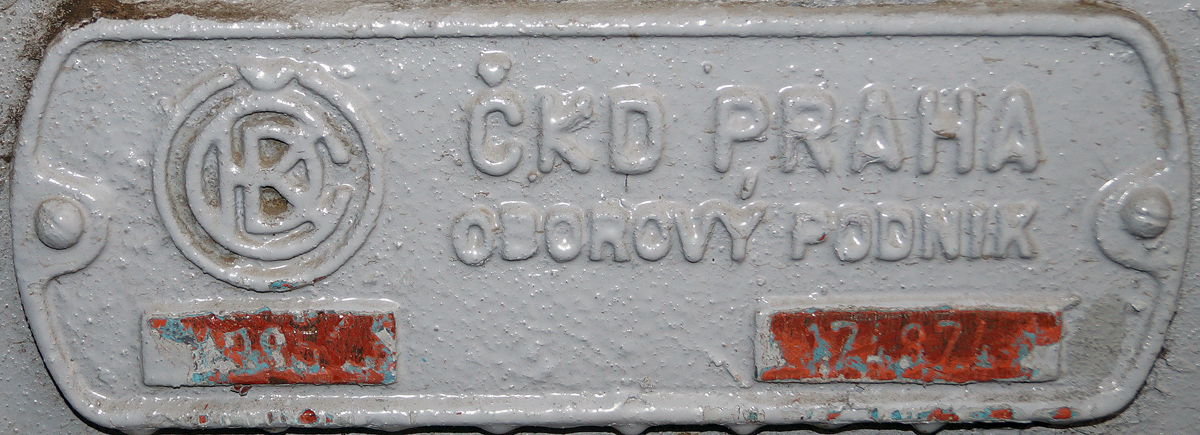 ČKD PRAHA
OBOROVÝ PODNIK